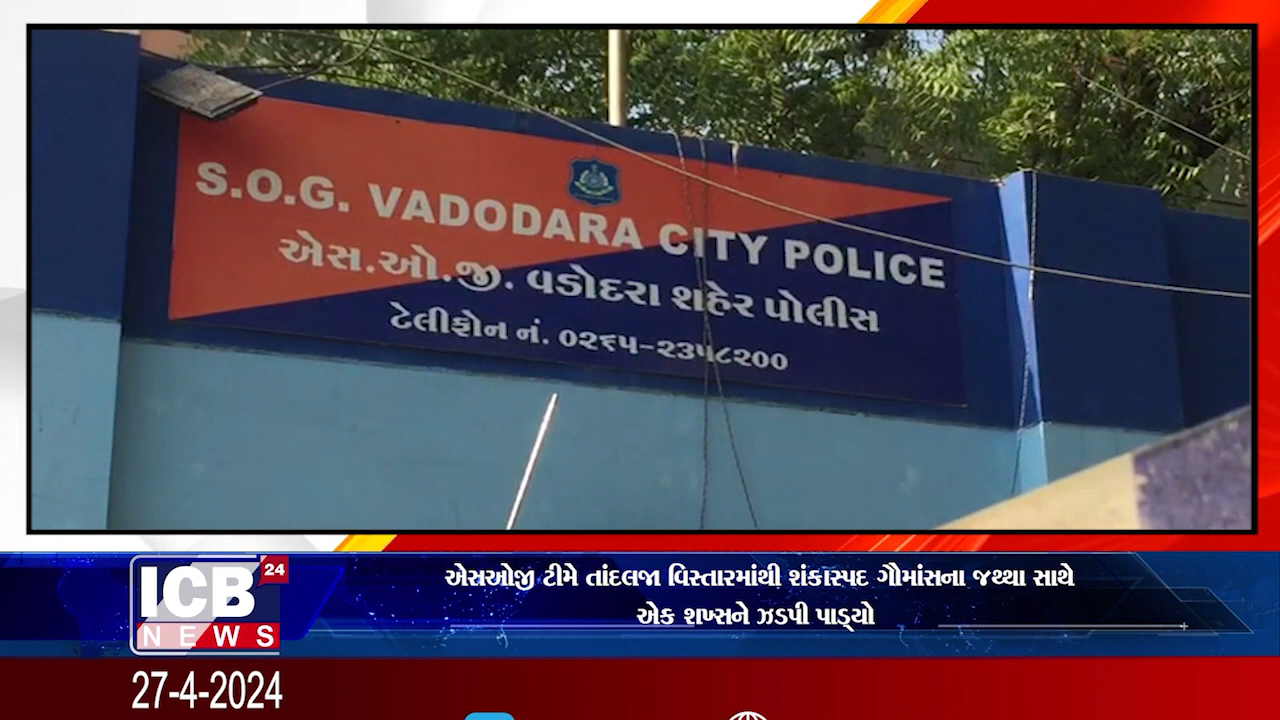 S.O.G. VADODARA CITY POLICE
એસ.ઓ.જી. વડોદરા શહેર પોલીસ
ટેલીફોન નં. ૦૨૬૫-૨૩૫૮૨૦૦
ICB 24
NEWS
એસઓજી ટીમે તાંદલજા વિસ્તારમાંથી શંકાસ્પદ ગૌમાંસના જથ્થા સાથે
એક શખ્સને ઝડપી પાડ્યો
27-4-2024